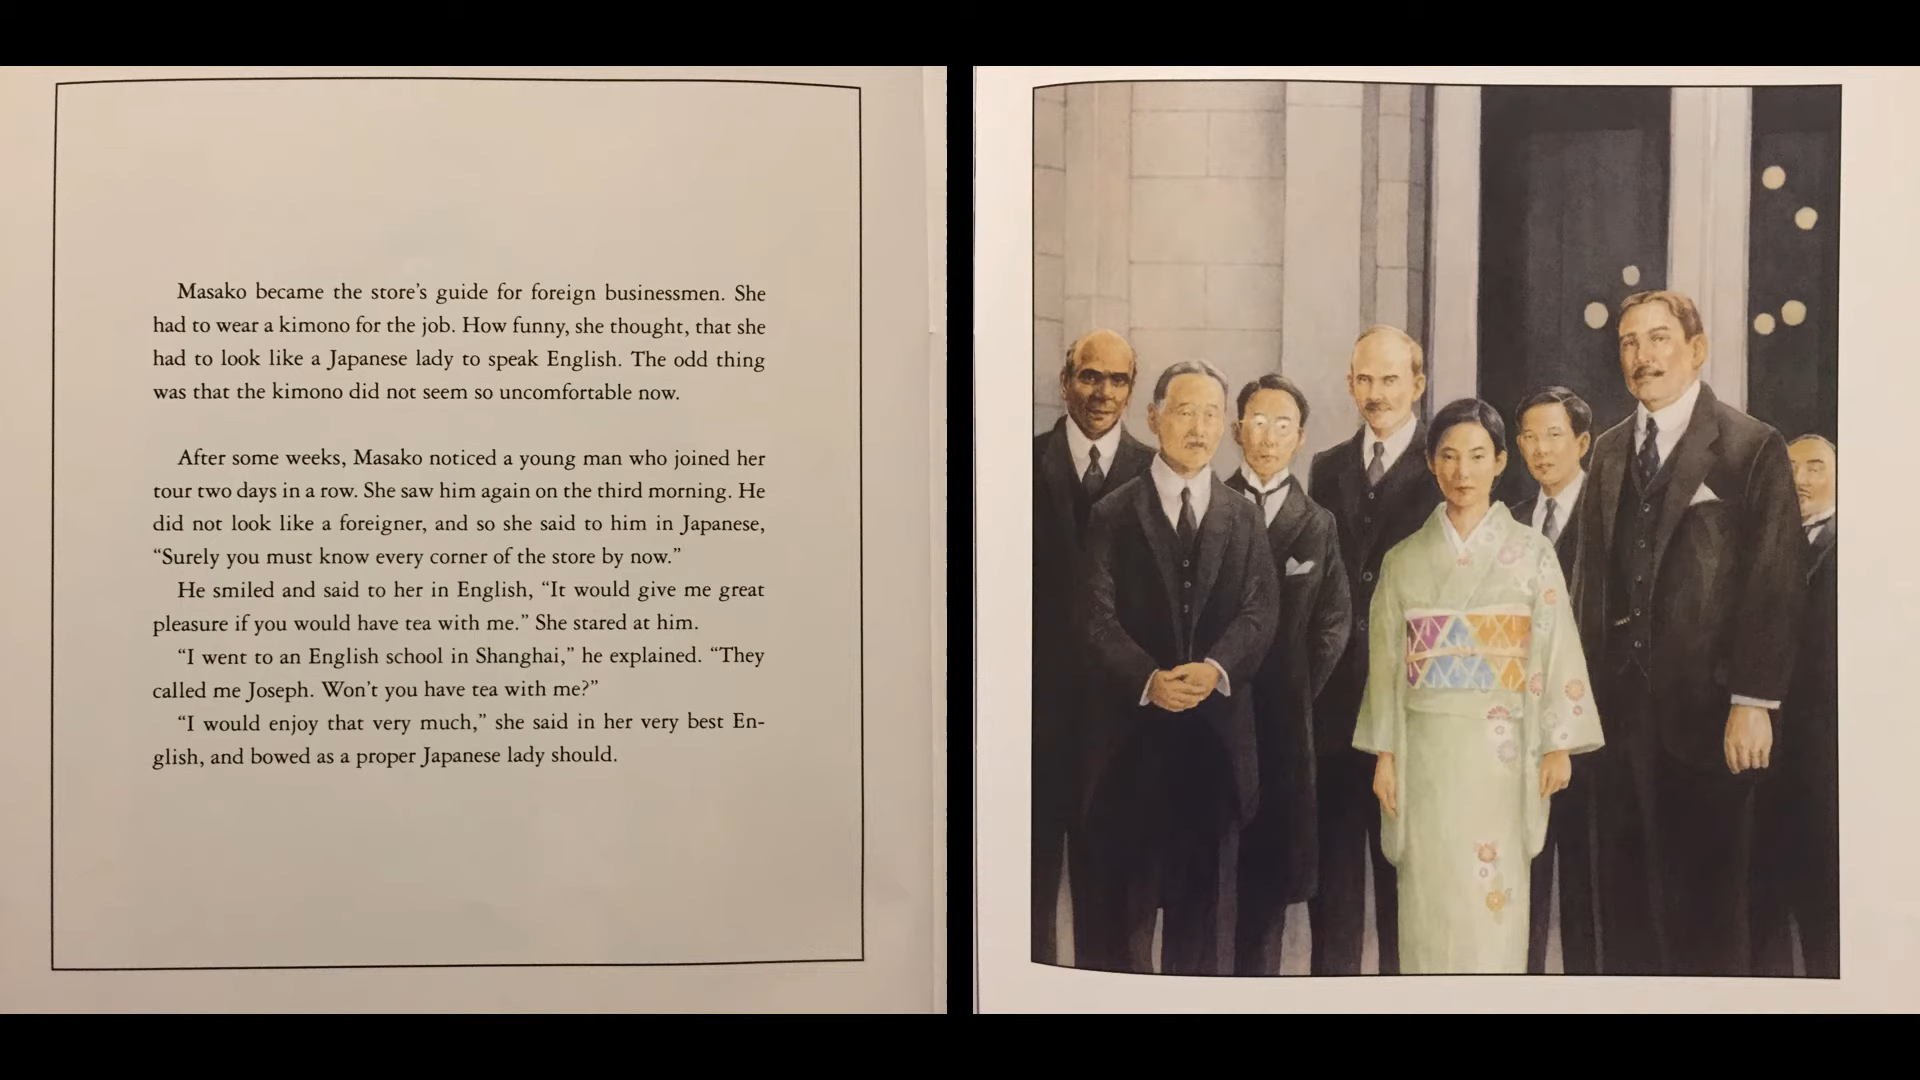 Masako became the store's guide for foreign businessmen. She
had to wear a kimono for the job. How funny, she thought, that she
had to look like a Japanese lady to speak English. The odd thing
was that the kimono did not seem so uncomfortable now.
After some weeks, Masako noticed a young man who joined her
tour two days in a row. She saw him again on the third morning. He
did not look like a foreigner, and so she said to him in Japanese,
“Surely you must know every corner of the store by now.”
He smiled and said to her in English, “It would give me great
pleasure if you would have tea with me.” She stared at him.
“I went to an English school in Shanghai,” he explained. “They
called me Joseph. Won't you have tea with me?”
“I would enjoy that very much,” she said in her very best En-
glish, and bowed as a proper Japanese lady should.